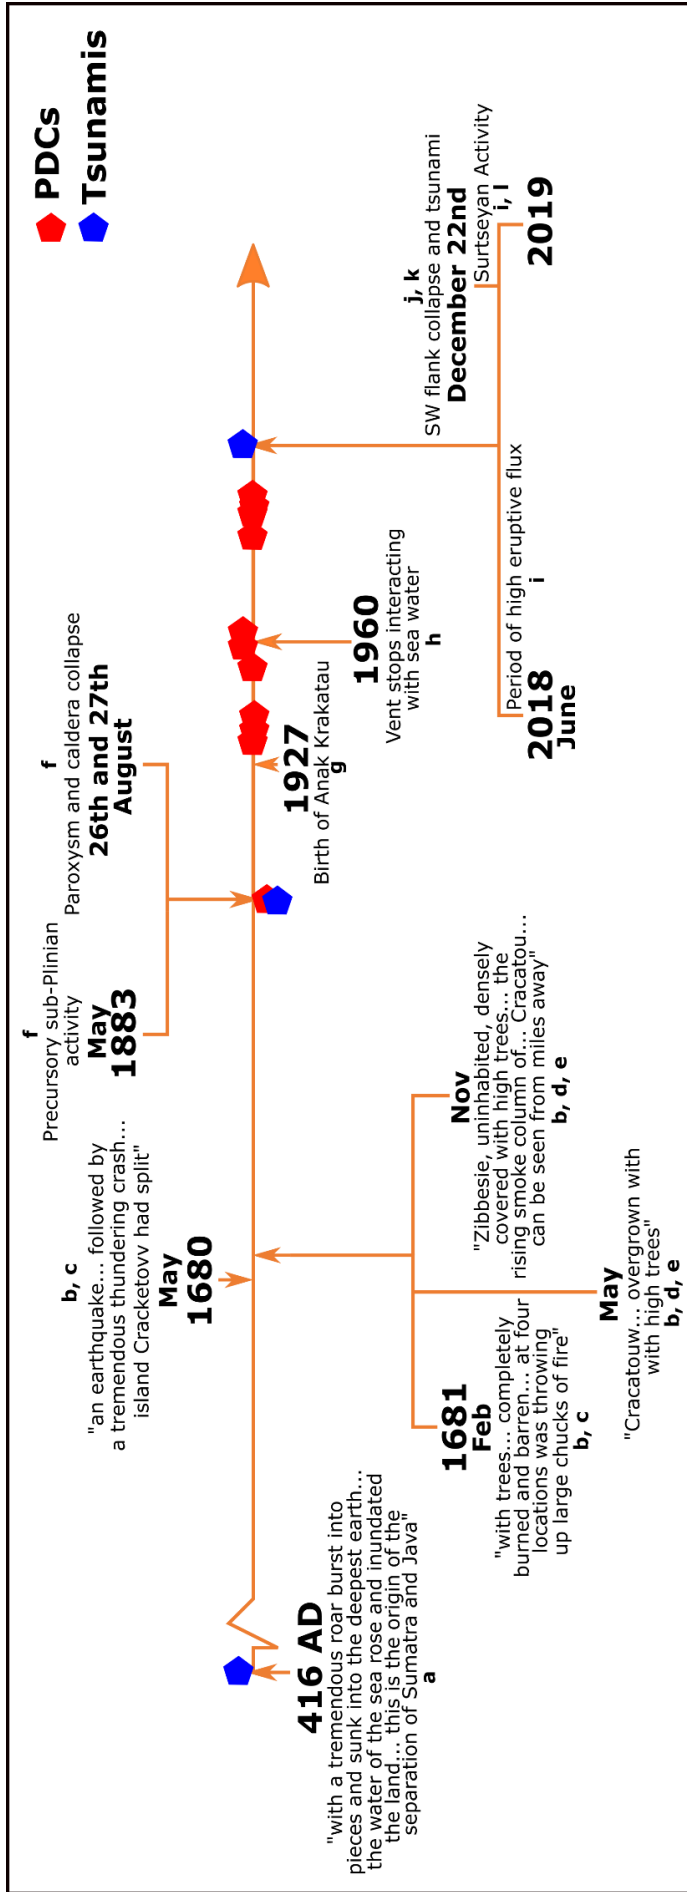 PDCs
Tsunamis
416 AD
"with a tremendous roar burst into
pieces and sunk into the deepest earth...
the water of the sea rose and inundated
the land... this is the origin of the
separation of Sumatra and Java"
a
b, c
"an earthquake... followed by
a tremendous thundering crash...
island Cracketovv had split"
May
1680
1681
Feb
"with trees... completely
burned and barren... at four
locations was throwing
up large chucks of fire"
b, c
May
"Cracatouw... overgrown with
with high trees"
b, d, e
Nov
"Zibbesie, uninhabited, densely
covered with high trees... the
rising smoke column of... Cracatou...
can be seen from miles away"
b, d, e
f
Precursory sub-Plinian
activity
May
1883
f
Paroxysm and caldera collapse
26th and 27th
August
1927
Birth of Anak Krakatau
g
1960
Vent stops interacting
with sea water
h
2018
June
Period of high eruptive flux
i
j, k
SW flank collapse and tsunami
December 22nd
Surtseyan Activity
i, l
2019